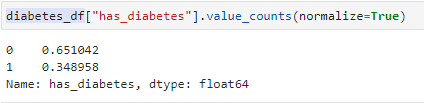 diabetes_df["has_diabetes"].value_counts(normalize=True)
0    0.651042
1    0.348958
Name: has_diabetes, dtype: float64